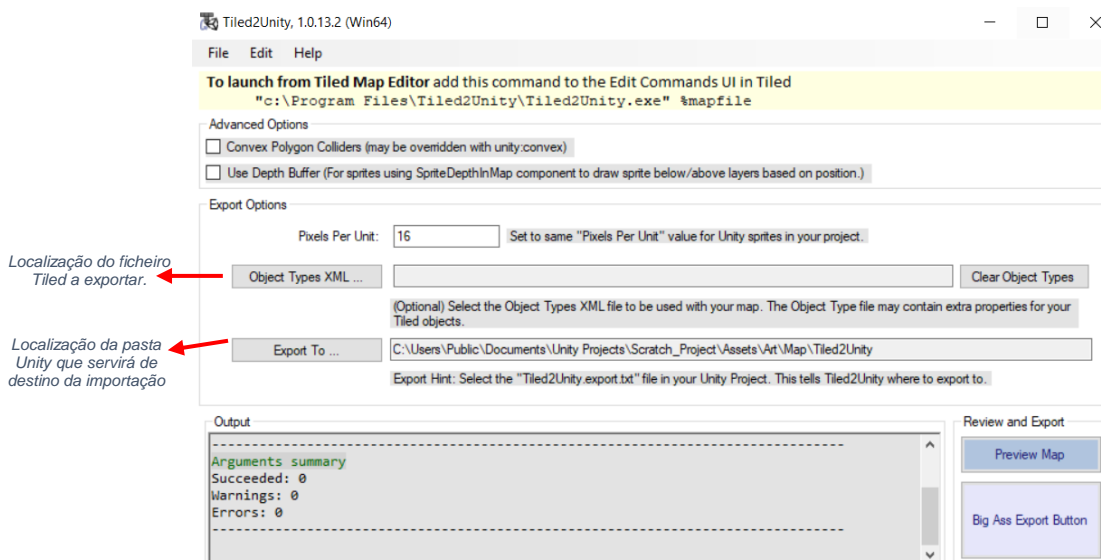 Tiled2Unity, 1.0.13.2 (Win64)
File Edit Help
To launch from Tiled Map Editor add this command to the Edit Commands UI in Tiled
"c:\Program Files\Tiled2Unity\Tiled2Unity.exe" %mapfile
Advanced Options
Convex Polygon Colliders (may be overridden with unity:convex)
Use Depth Buffer (For sprites using SpriteDepthInMap component to draw sprite below/above layers based on position.)
Export Options
Pixels Per Unit: 16 Set to same "Pixels Per Unit" value for Unity sprites in your project.
Localização do ficheiro
Tiled a exportar.
Object Types XML ... Clear Object Types
(Optional) Select the Object Types XML file to be used with your map. The Object Type file may contain extra properties for your
Tiled objects.
Localização da pasta
Unity que servirá de
destino da importação
Export To ... C:\Users\Public\Documents\Unity Projects\Scratch_Project\Assets\Art\Map\Tiled2Unity
Export Hint: Select the "Tiled2Unity.export.txt" file in your Unity Project. This tells Tiled2Unity where to export to.
Output
--------------------------------------------------------------------------------
Arguments summary
Succeeded: 0
Warnings: 0
Errors: 0
--------------------------------------------------------------------------------
Review and Export
Preview Map
Big Ass Export Button